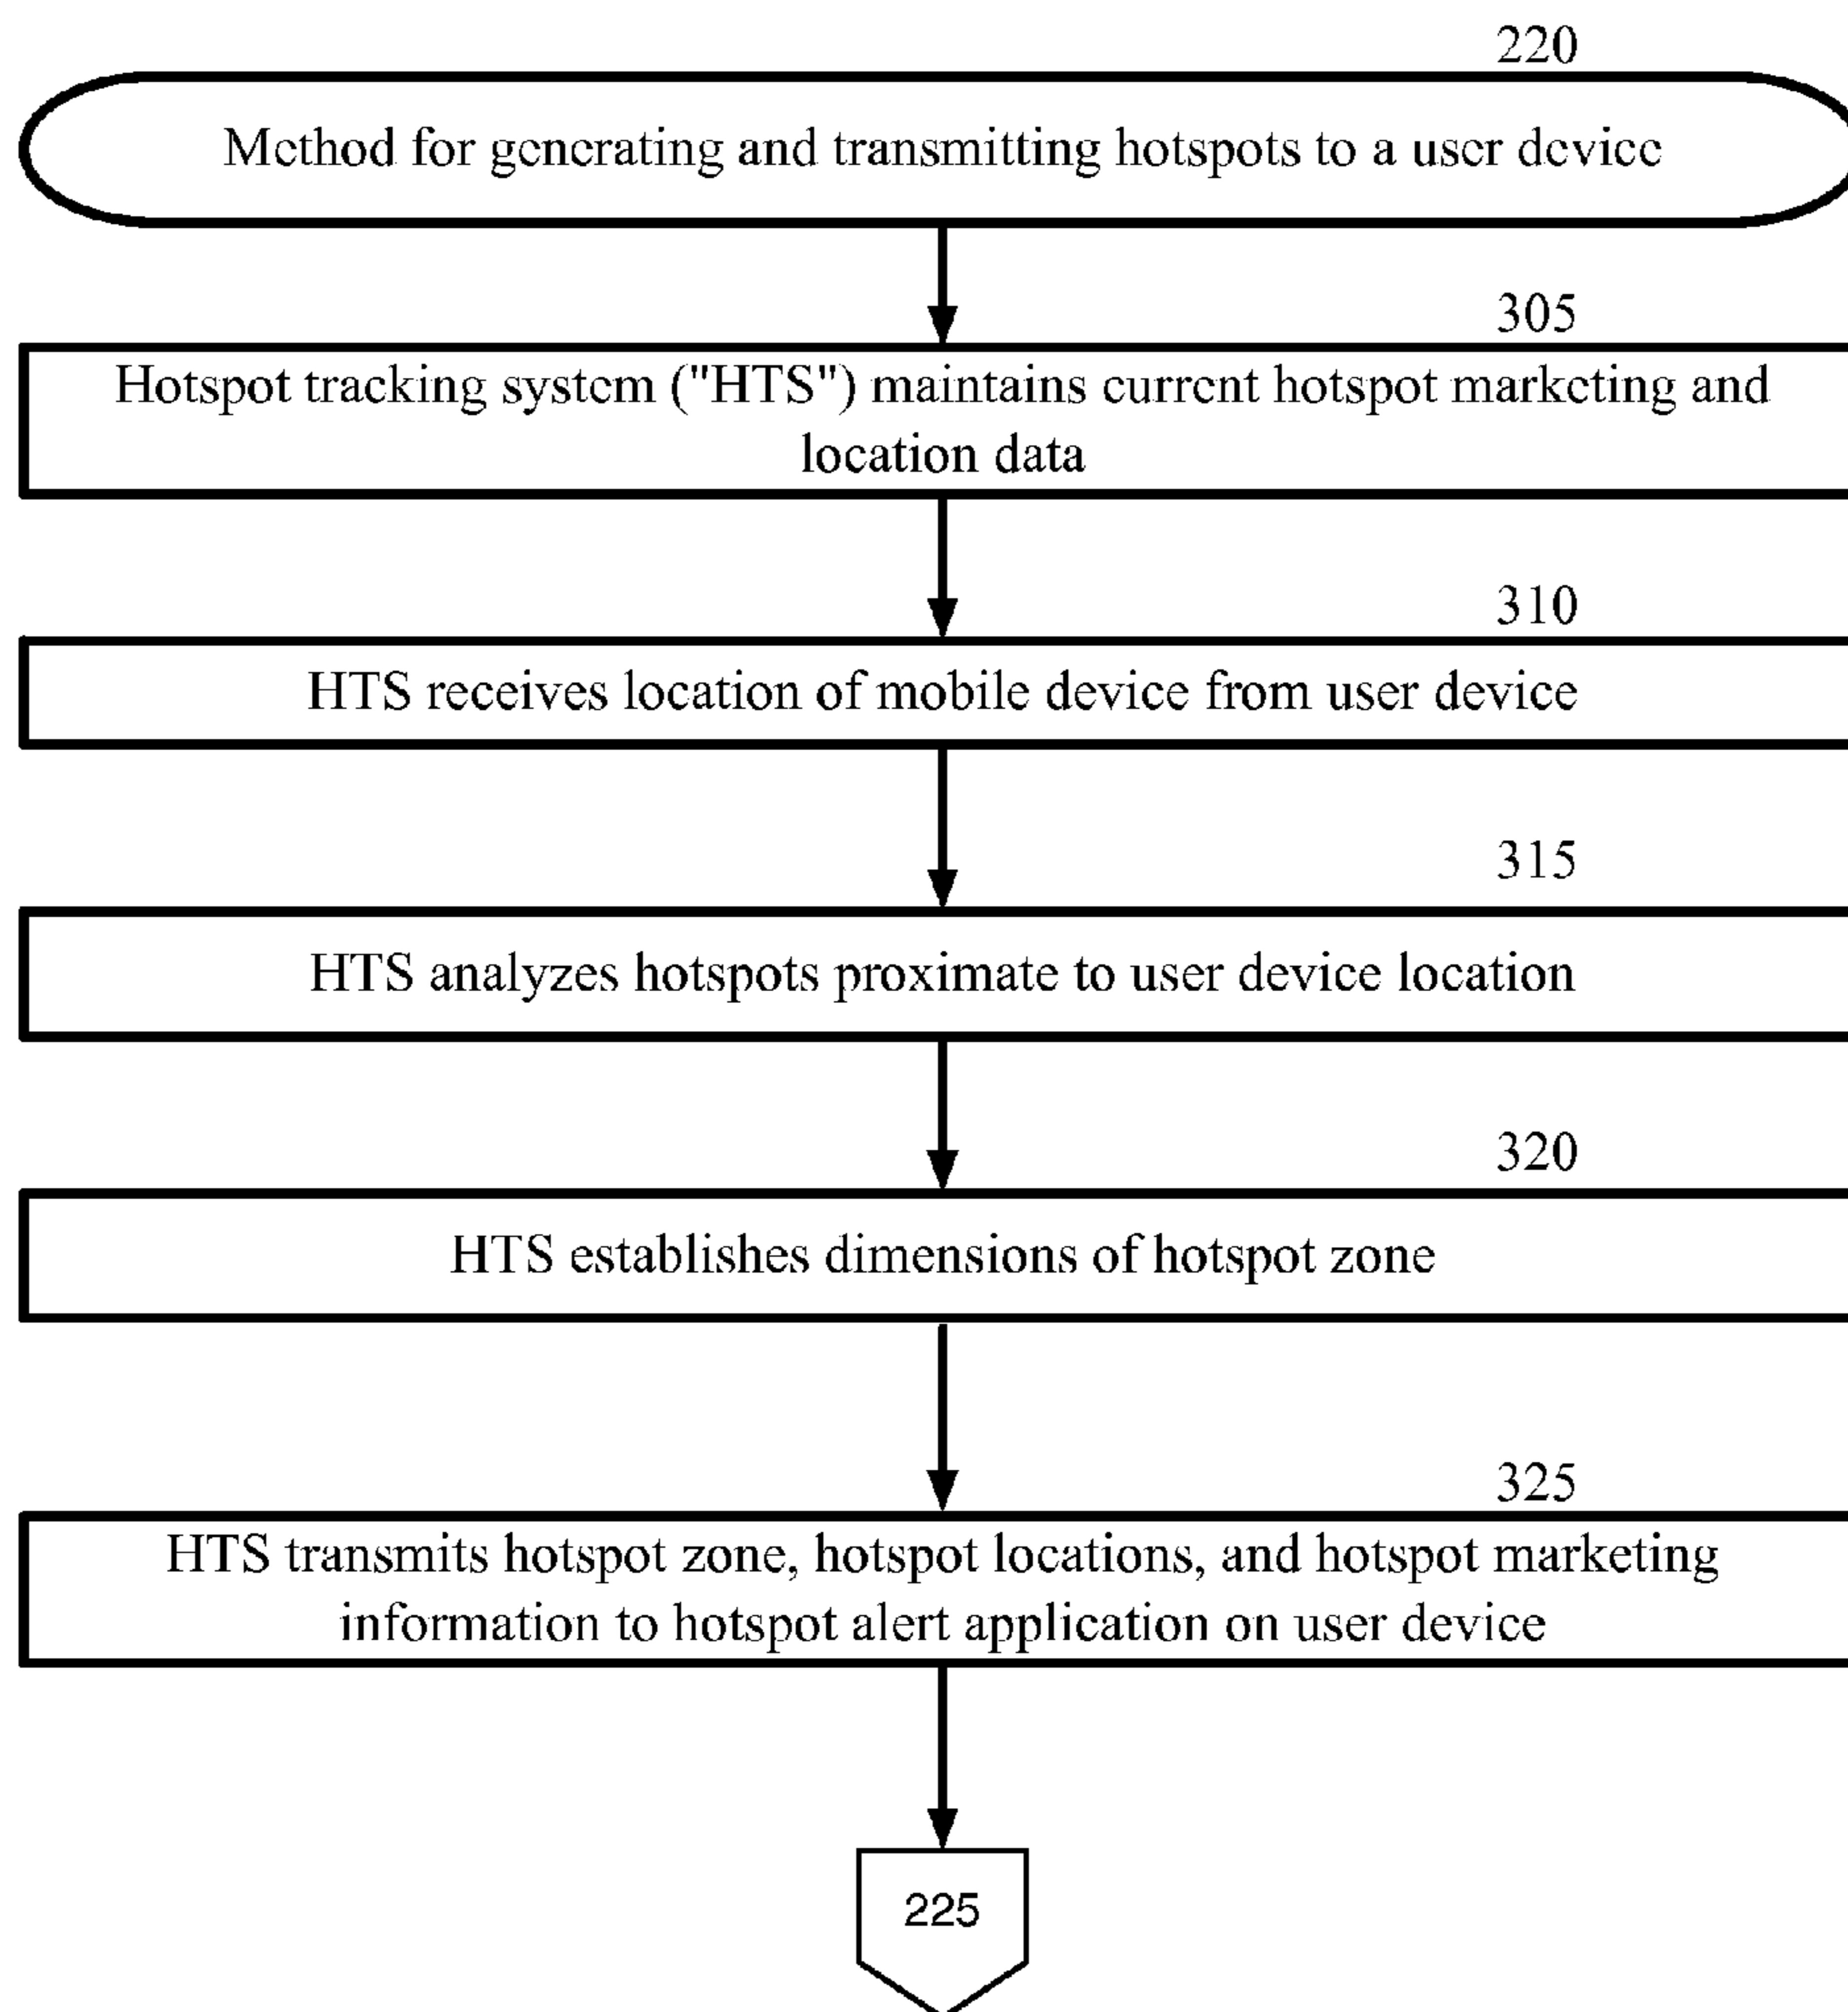 220
Method for generating and transmitting hotspots to a user device
305
Hotspot tracking system ("HTS") maintains current hotspot marketing and
location data
310
HTS receives location of mobile device from user device
315
HTS analyzes hotspots proximate to user device location
320
HTS establishes dimensions of hotspot zone
325
HTS transmits hotspot zone, hotspot locations, and hotspot marketing
information to hotspot alert application on user device
225